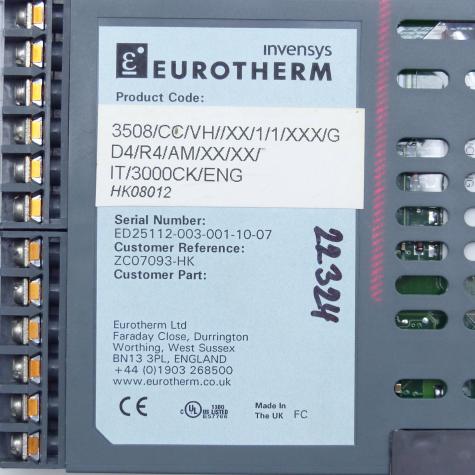 invensys
EUROTHERM
Product Code:
3508/CC/VH//XX/1/1/XXX/G
D4/R4/AM/XX/XX/
IT/3000CK/ENG
HK08012
Serial Number:
ED25112-003-001-10-07
Customer Reference:
ZC07093-HK
Customer Part:
22324
Eurotherm Ltd
Faraday Close, Durrington
Worthing, West Sussex
BN13 3PL, ENGLAND
+44 (0)1903 268500
www.eurotherm.co.uk
CE
c UL US LISTED
Made In
The UK FC